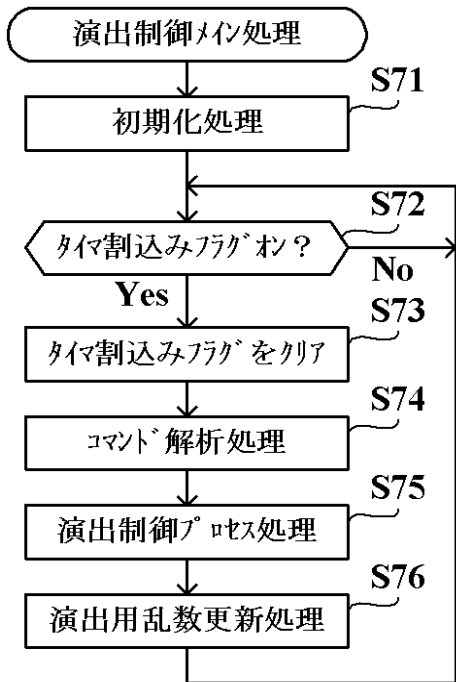 演出制御ﾒｲﾝ処理
S71
初期化処理
S72
ﾀｲﾏ割込みﾌﾗｸﾞｵﾝ？
No
Yes
S73
ﾀｲﾏ割込みﾌﾗｸﾞをｸﾘｱ
S74
ｺﾏﾝﾄﾞ解析処理
S75
演出制御ﾌﾟﾛｾｽ処理
S76
演出用乱数更新処理